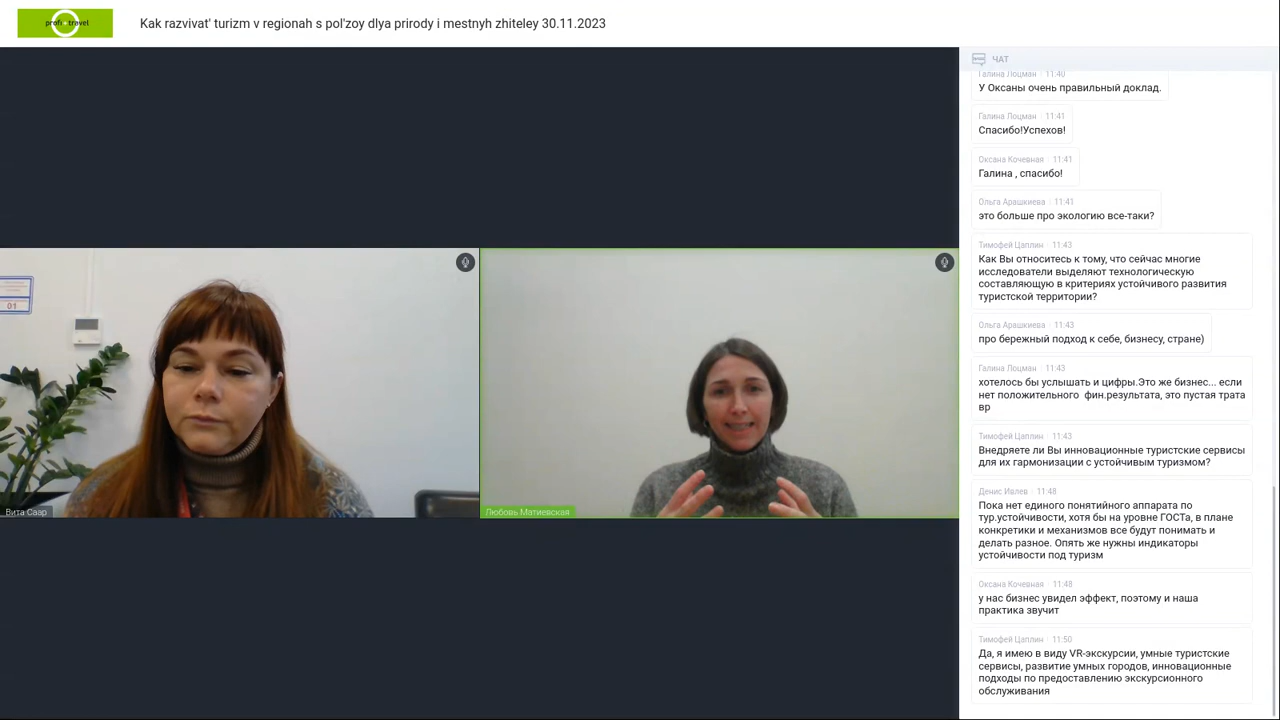 profi travel
Kak razvivat' turizm v regionah s pol'zoy dlya prirody i mestnyh zhiteley 30.11.2023
01
Вита Саар
Любовь Матиевская
ЧАТ
Галина Лоцман 11:40
У Оксаны очень правильный доклад.
Галина Лоцман 11:41
Спасибо!Успехов!
Оксана Кочевная 11:41
Галина , спасибо!
Ольга Арашкиева 11:41
это больше про экологию все-таки?
Тимофей Цаплин 11:43
Как Вы относитесь к тому, что сейчас многие
исследователи выделяют технологическую
составляющую в критериях устойчивого развития
туристской территории?
Ольга Арашкиева 11:43
про бережный подход к себе, бизнесу, стране)
Галина Лоцман 11:43
хотелось бы услышать и цифры.Это же бизнес... если
нет положительного фин.результата, это пустая трата
вр
Тимофей Цаплин 11:43
Внедряете ли Вы инновационные туристские сервисы
для их гармонизации с устойчивым туризмом?
Денис Ивлев 11:48
Пока нет единого понятийного аппарата по
тур.устойчивости, хотя бы на уровне ГОСТа, в плане
конкретики и механизмов все будут понимать и
делать разное. Опять же нужны индикаторы
устойчивости под туризм
Оксана Кочевная 11:48
у нас бизнес увидел эффект, поэтому и наша
практика звучит
Тимофей Цаплин 11:50
Да, я имею в виду VR-экскурсии, умные туристские
сервисы, развитие умных городов, инновационные
подходы по предоставлению экскурсионного
обслуживания